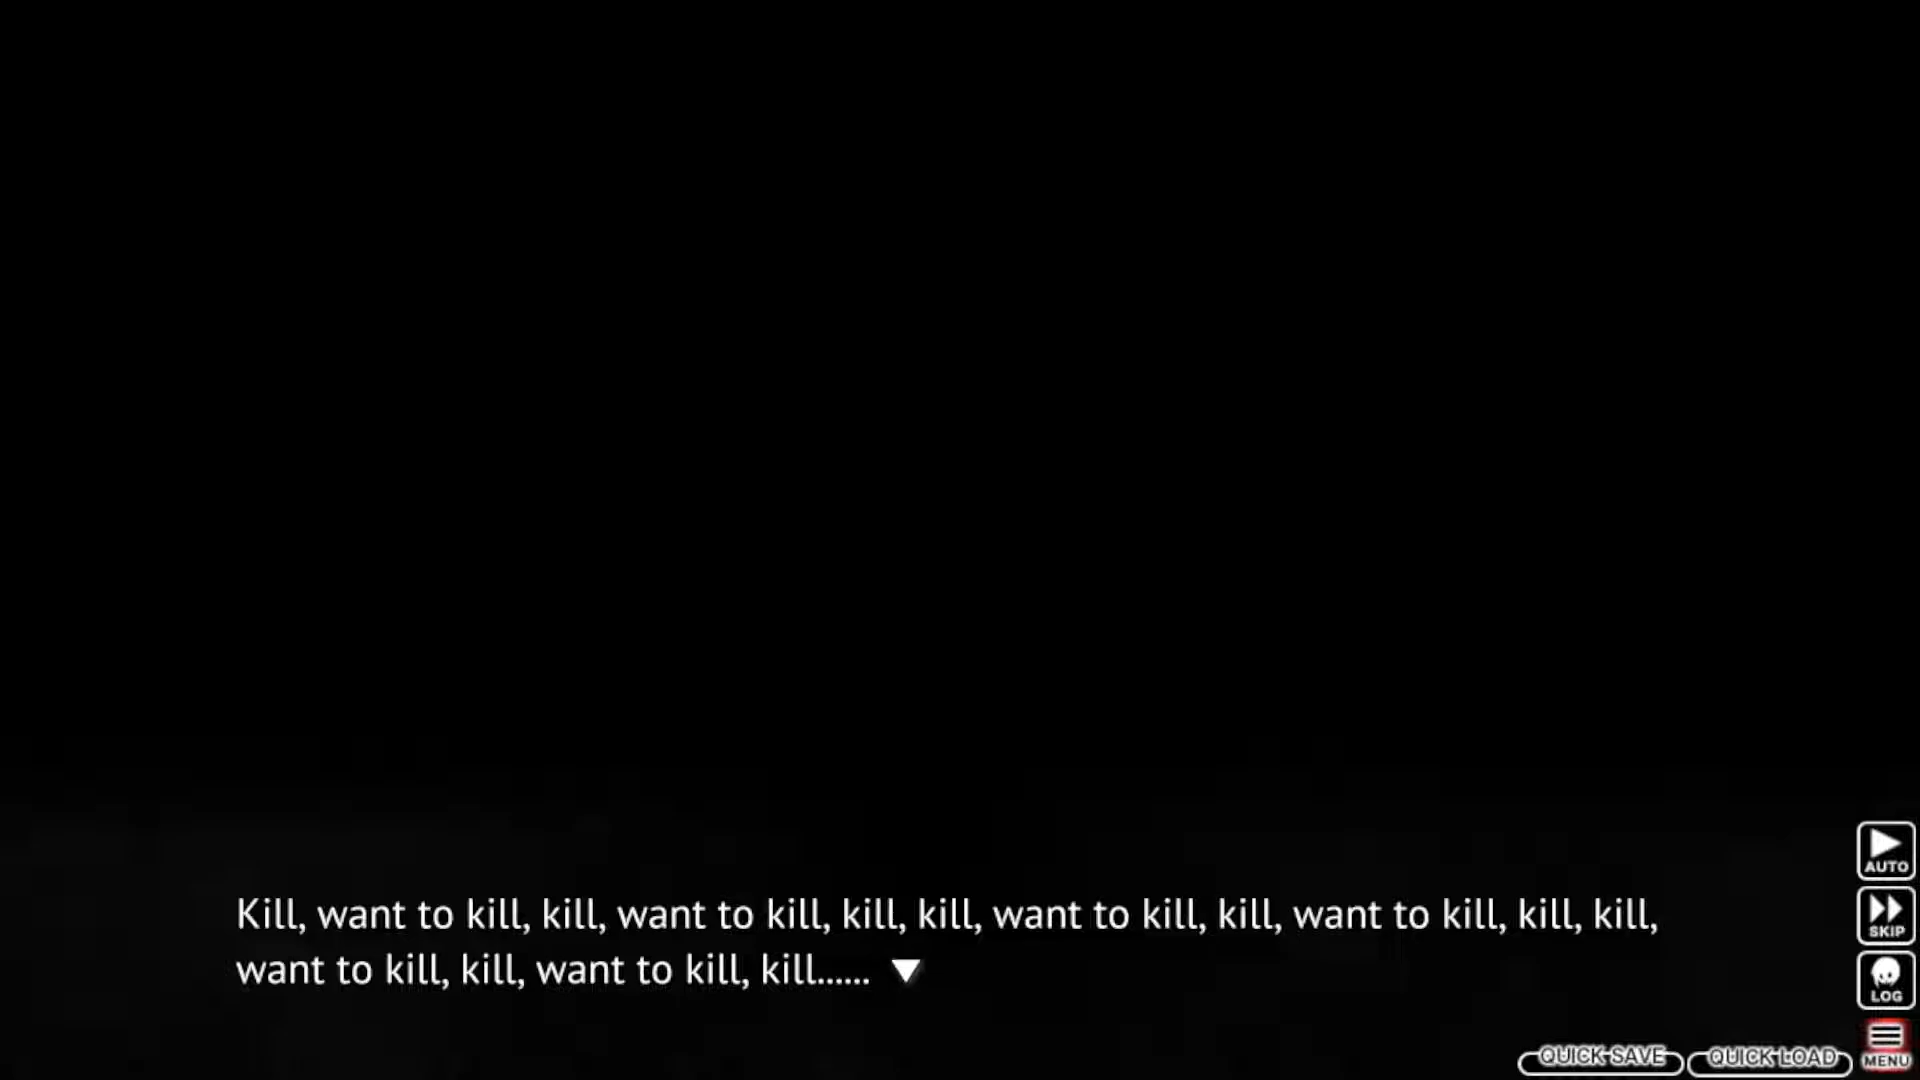 Kill, want to kill, kill, want to kill, kill, kill, want to kill, kill, want to kill, kill, kill,
want to kill, kill, want to kill, kill......
AUTO
SKIP
LOG
QUICK SAVE
QUICK LOAD
MENU